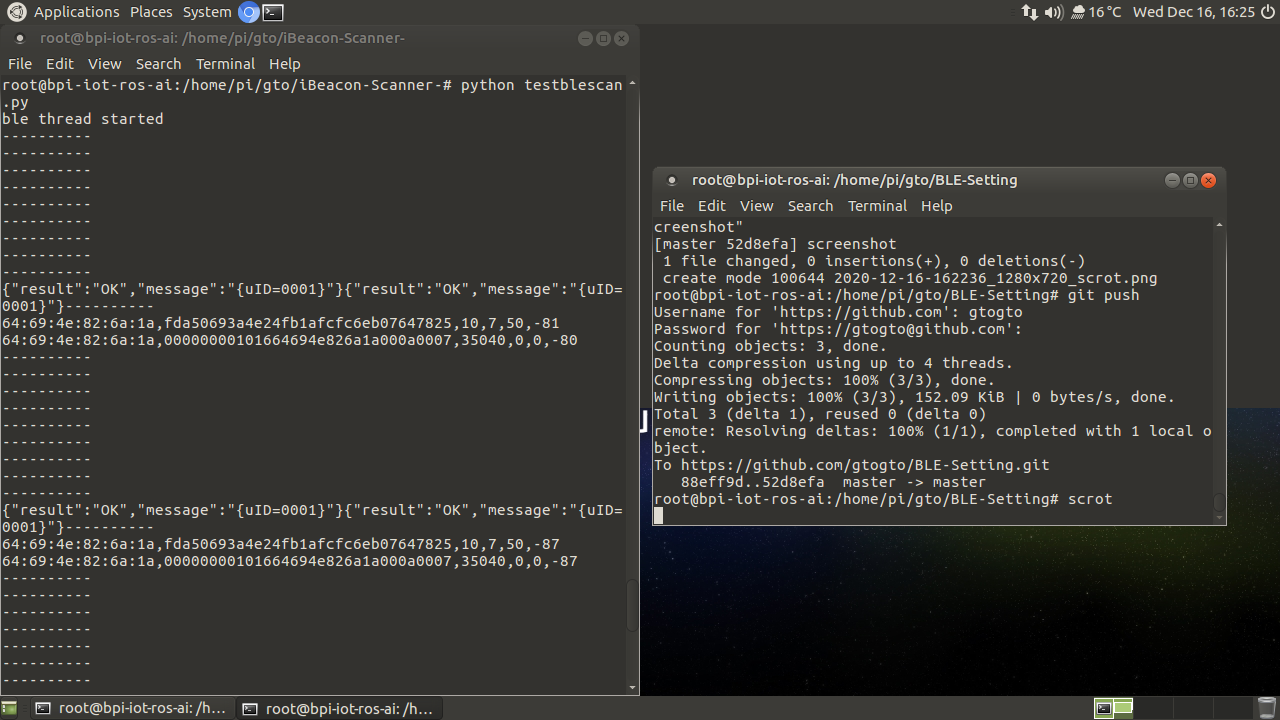 Applications Places System 16 °C Wed Dec 16, 16:25
root@bpi-iot-ros-ai: /home/pi/gto/iBeacon-Scanner-
File Edit View Search Terminal Help
root@bpi-iot-ros-ai:/home/pi/gto/iBeacon-Scanner-# python testblescan
.py
ble thread started
----------
----------
----------
----------
----------
----------
----------
----------
----------
{"result":"OK","message":"{uID=0001}"}{"result":"OK","message":"{uID=
0001}"}----------
64:69:4e:82:6a:1a,fda50693a4e24fb1afcfc6eb07647825,10,7,50,-81
64:69:4e:82:6a:1a,00000000101664694e826a1a000a0007,35040,0,0,-80
----------
----------
----------
----------
----------
----------
----------
----------
----------
{"result":"OK","message":"{uID=0001}"}{"result":"OK","message":"{uID=
0001}"}----------
64:69:4e:82:6a:1a,fda50693a4e24fb1afcfc6eb07647825,10,7,50,-87
64:69:4e:82:6a:1a,00000000101664694e826a1a000a0007,35040,0,0,-87
----------
----------
----------
----------
----------
----------
----------
root@bpi-iot-ros-ai: /home/pi/gto/BLE-Setting
File Edit View Search Terminal Help
creenshot"
[master 52d8efa] screenshot
 1 file changed, 0 insertions(+), 0 deletions(-)
 create mode 100644 2020-12-16-162236_1280x720_scrot.png
root@bpi-iot-ros-ai:/home/pi/gto/BLE-Setting# git push
Username for 'https://github.com': gtogto
Password for 'https://gtogto@github.com':
Counting objects: 3, done.
Delta compression using up to 4 threads.
Compressing objects: 100% (3/3), done.
Writing objects: 100% (3/3), 152.09 KiB | 0 bytes/s, done.
Total 3 (delta 1), reused 0 (delta 0)
remote: Resolving deltas: 100% (1/1), completed with 1 local o
bject.
To https://github.com/gtogto/BLE-Setting.git
   88eff9d..52d8efa  master -> master
root@bpi-iot-ros-ai:/home/pi/gto/BLE-Setting# scrot
root@bpi-iot-ros-ai: /h... root@bpi-iot-ros-ai: /h...